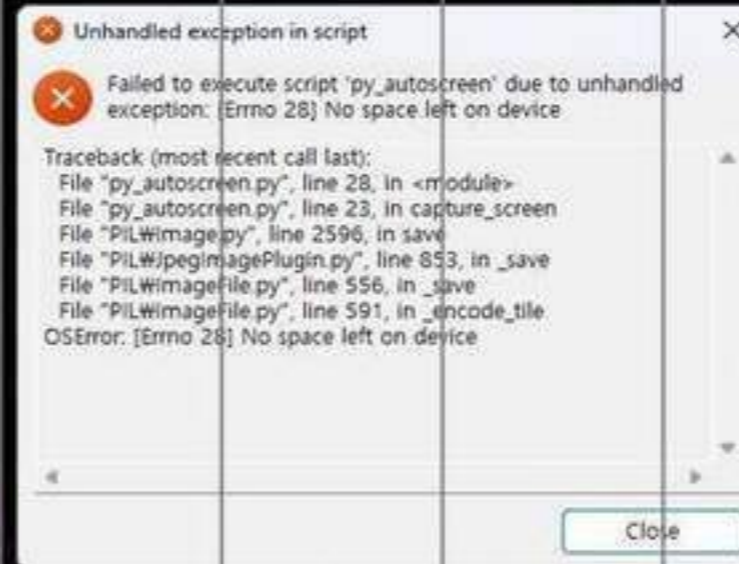 Unhandled exception in script
Failed to execute script 'py_autoscreen' due to unhandled
exception: [Errno 28] No space left on device
Traceback (most recent call last):
File "py_autoscreen.py", line 28, in <module>
File "py_autoscreen.py", line 23, in capture_screen
File "PIL₩Image.py", line 2596, in save
File "PIL₩JpegImagePlugin.py", line 853, in _save
File "PIL₩ImageFile.py", line 556, in _save
File "PIL₩ImageFile.py", line 591, in _encode_tile
OSError: [Errno 28] No space left on device
Close